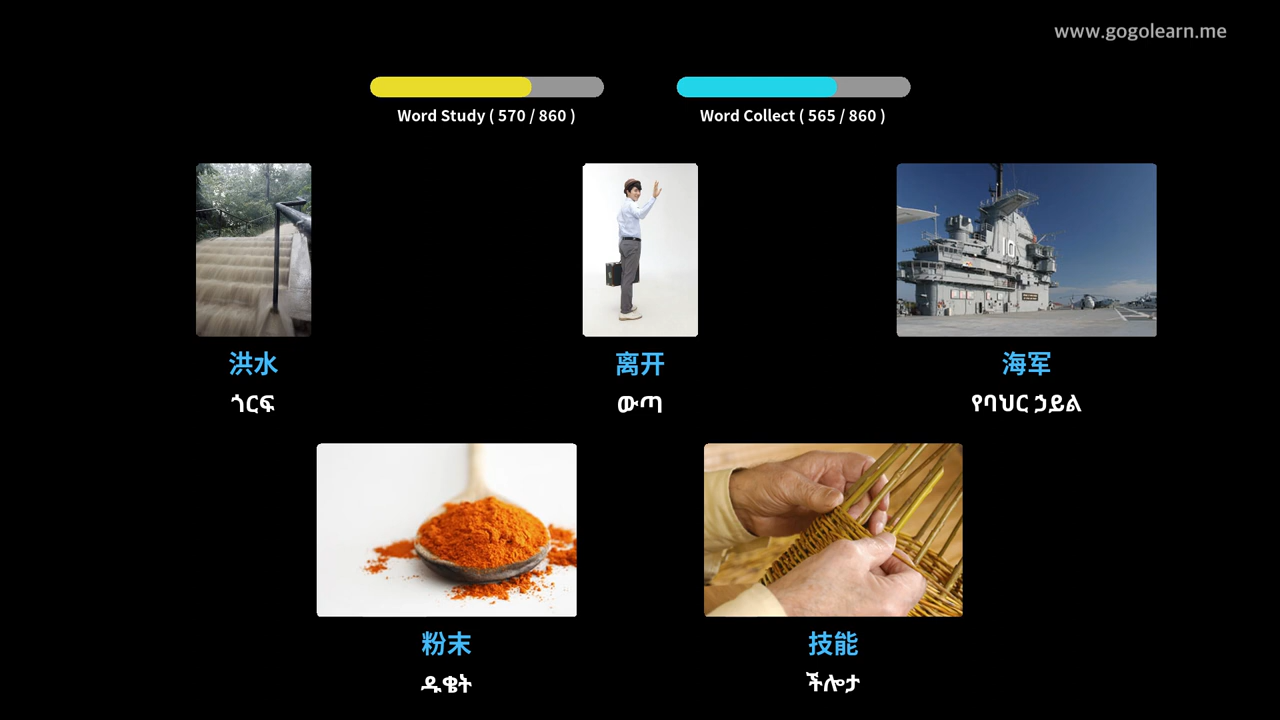 www.gogolearn.me
Word Study ( 570 / 860 )
Word Collect ( 565 / 860 )
洪水
ጎርፍ
离开
ውጣ
海军
የባህር ኃይል
粉末
ዱቄት
技能
ችሎታ